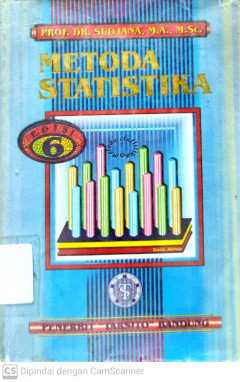 PROF. DR. SUDJANA, M.A., M.SC.
METODA
STATISTIKA
EDISI
6
PENERBIT TARSITO BANDUNG
CS Dipindai dengan CamScanner